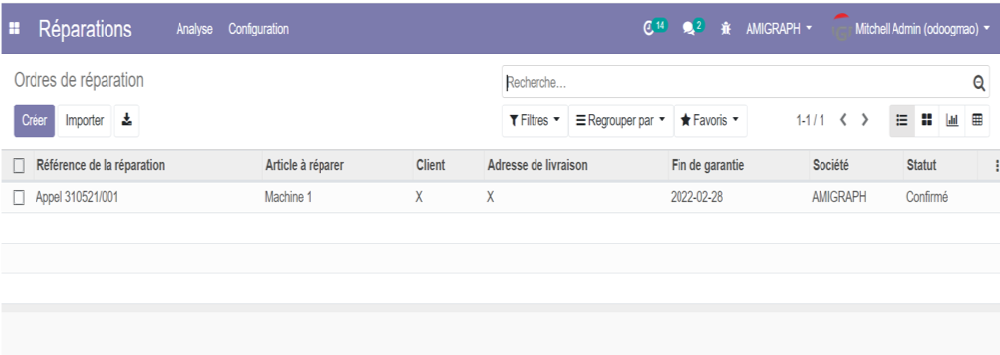 Réparations Analyse Configuration 14 2 AMIGRAPH Mitchell Admin (odoogmao)
Ordres de réparation Recherche...
Créer Importer Filtres Regrouper par Favoris 1-1 / 1
Référence de la réparation Article à réparer Client Adresse de livraison Fin de garantie Société Statut
Appel 310521/001 Machine 1 X X 2022-02-28 AMIGRAPH Confirmé